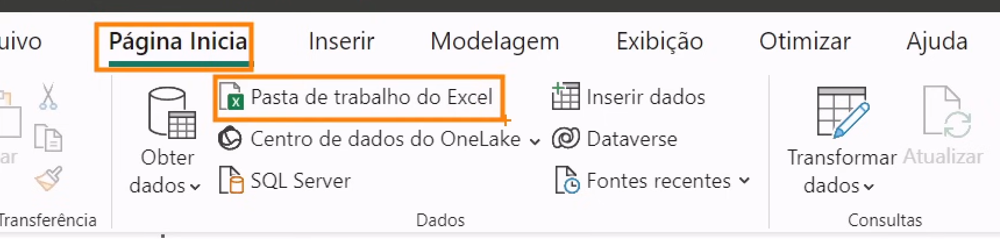 uivo Página Inicia Inserir Modelagem Exibição Otimizar Ajuda
Pasta de trabalho do Excel
Centro de dados do OneLake
SQL Server
Obter
dados
Inserir dados
Dataverse
Fontes recentes
Transformar
dados
Atualizar
ar
Transferência
Dados
Consultas